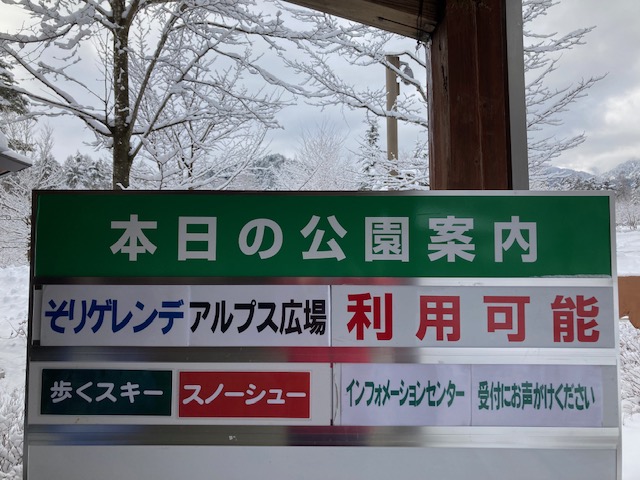 本日の公園案内
そりゲレンデ アルプス広場 利用可能
歩くスキー スノーシュー インフォメーションセンター 受付にお声がけください